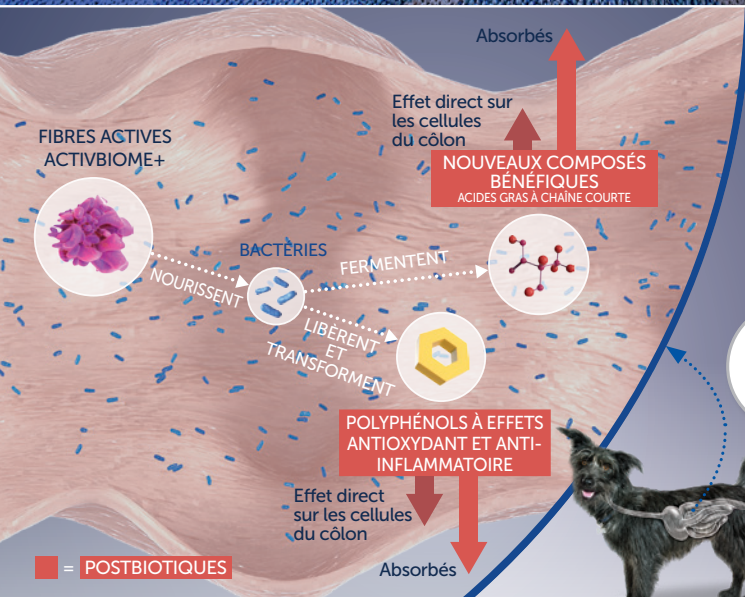 Absorbés
Effet direct sur
les cellules
du côlon
FIBRES ACTIVES
ACTIVBIOME+
NOUVEAUX COMPOSÉS
BÉNÉFIQUES
ACIDES GRAS À CHAÎNE COURTE
BACTÉRIES
NOURISSENT
FERMENTENT
LIBÈRENT
ET
TRANSFORMENT
POLYPHÉNOLS À EFFETS
ANTIOXYDANT ET ANTI-
INFLAMMATOIRE
Effet direct
sur les cellules
du côlon
Absorbés
= POSTBIOTIQUES